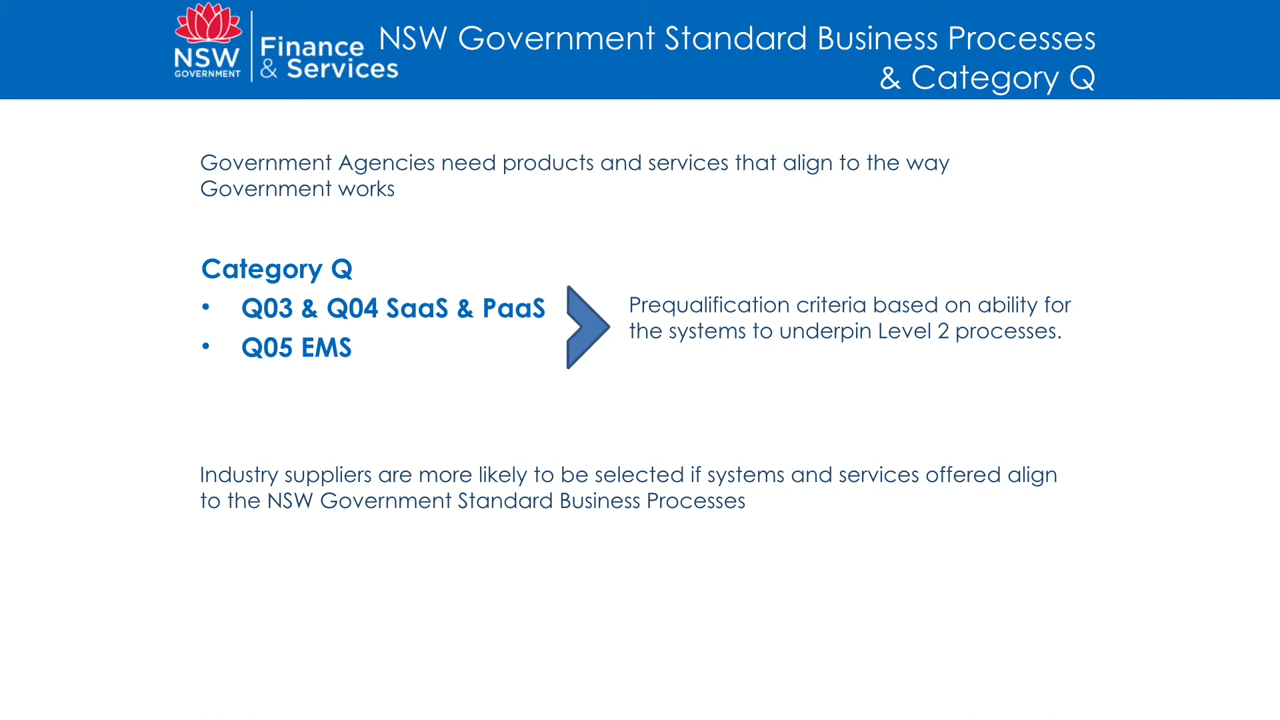 NSW
GOVERNMENT
Finance
& Services
NSW Government Standard Business Processes
& Category Q
Government Agencies need products and services that align to the way
Government works
Category Q
• Q03 & Q04 SaaS & PaaS
• Q05 EMS
Prequalification criteria based on ability for
the systems to underpin Level 2 processes.
Industry suppliers are more likely to be selected if systems and services offered align
to the NSW Government Standard Business Processes